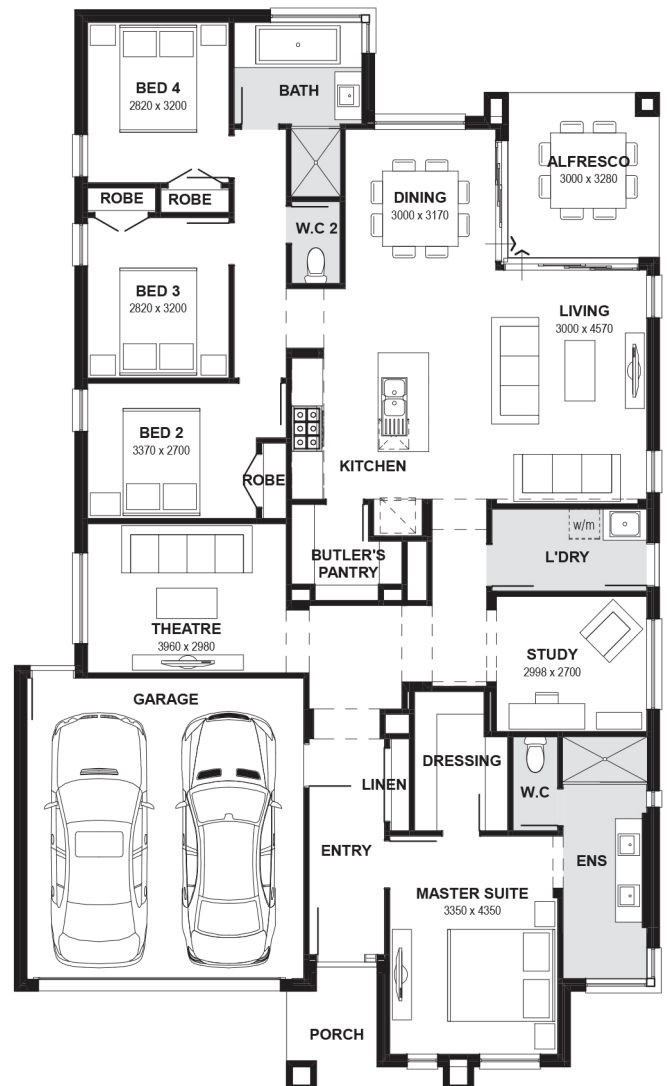 BED 4
2820 x 3200
BATH
ROBE
ROBE
W.C 2
DINING
3000 x 3170
ALFRESCO
3000 x 3280
BED 3
2820 x 3200
LIVING
3000 x 4570
BED 2
3370 x 2700
ROBE
KITCHEN
BUTLER'S
PANTRY
w/m
L'DRY
THEATRE
3960 x 2980
STUDY
2998 x 2700
GARAGE
LINEN
DRESSING
W.C
ENTRY
ENS
MASTER SUITE
3350 x 4350
PORCH